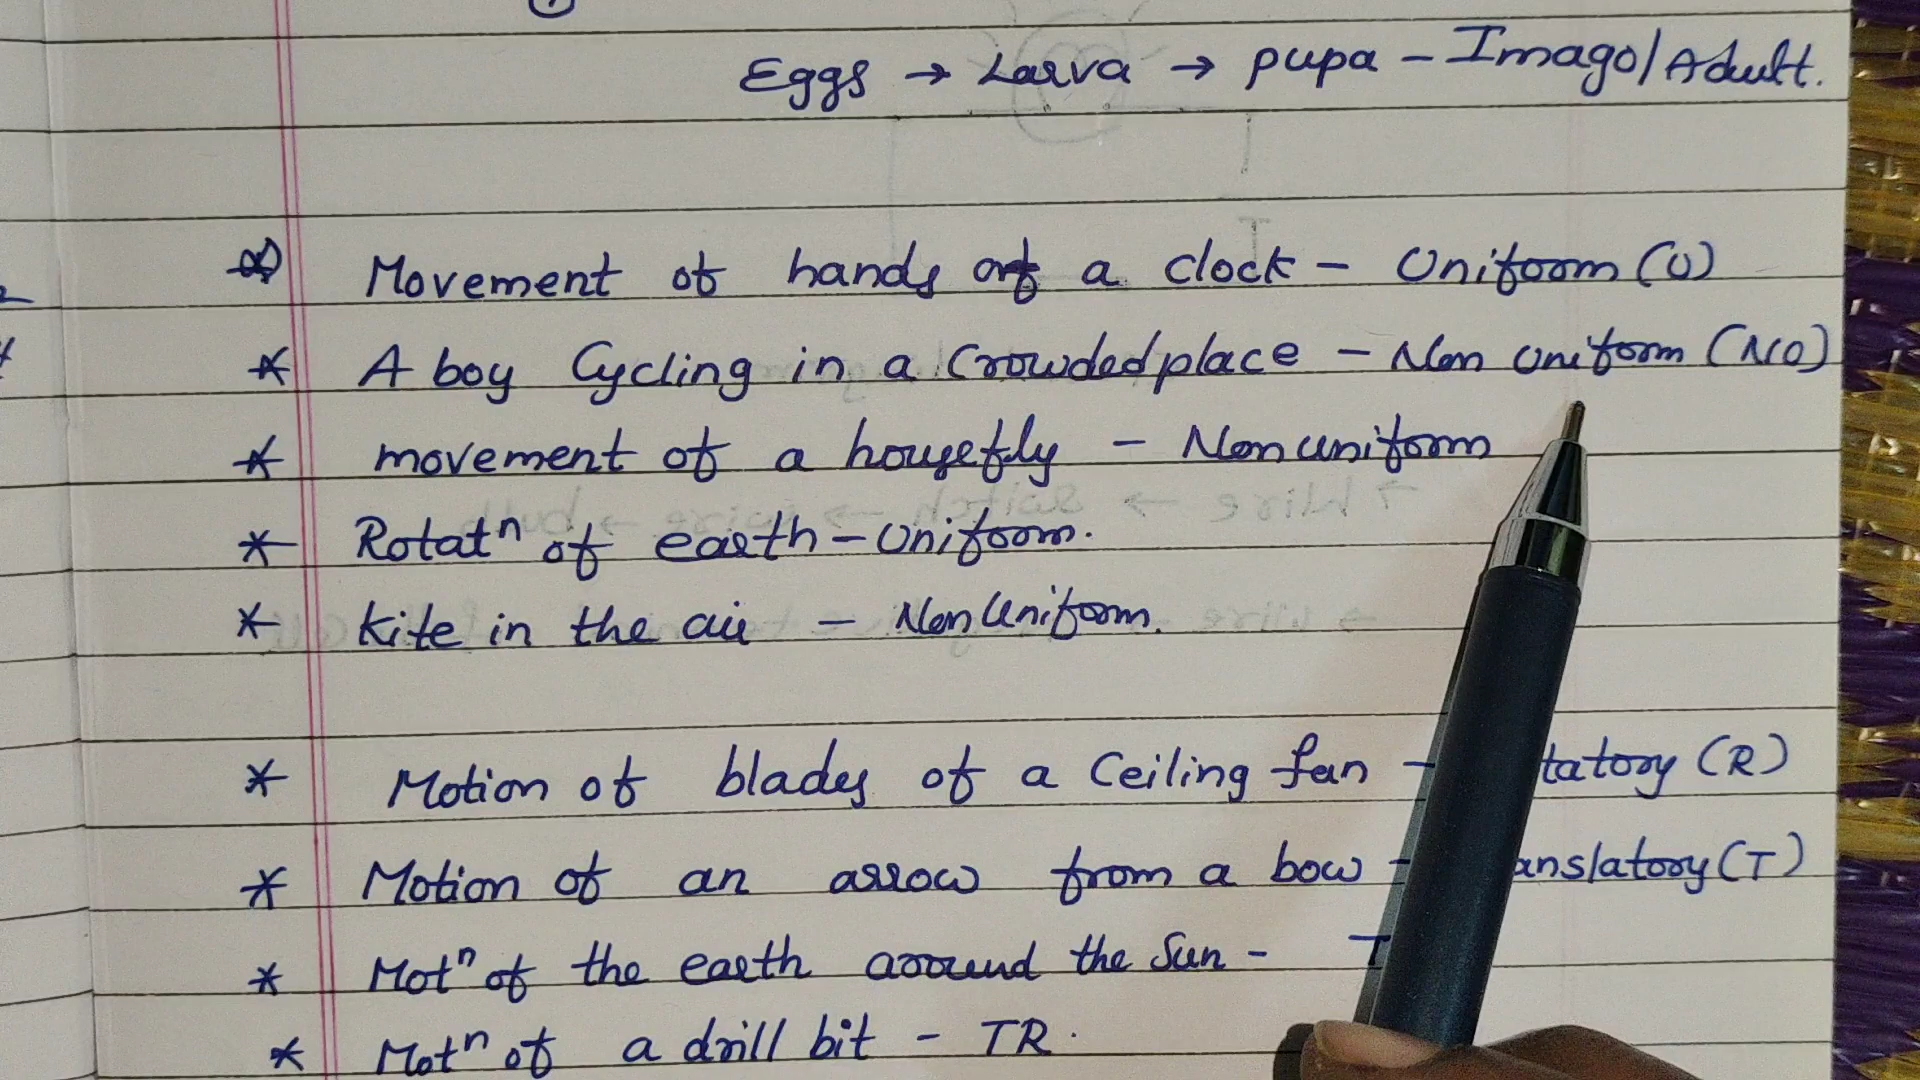 Eggs → Larva → pupa - Imago/Adult.
* Movement of hands of a clock - Uniform (U)
* A boy Cycling in a Crowded place - Non Uniform (NU)
* movement of a housefly - Non uniform
* Rotatⁿ of earth - Uniform.
* Kite in the air - Non Uniform.
* Motion of blades of a Ceiling fan - tatory (R)
* Motion of an arrow from a bow - anslatory (T)
* Motⁿ of the earth around the Sun - T
* Motⁿ of a drill bit - TR.